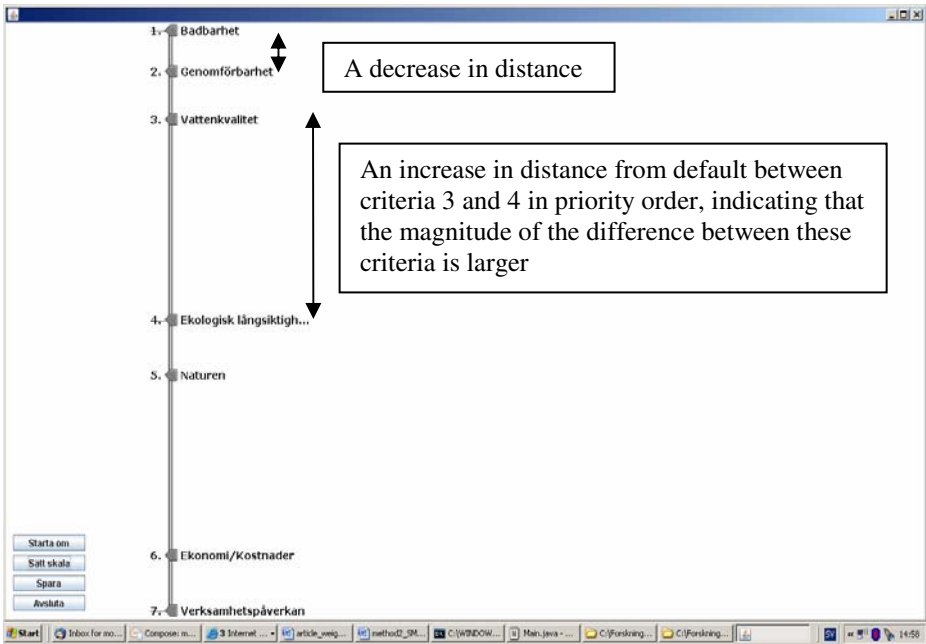 1. Badbarhet
2. Genomförbarhet
A decrease in distance
3. Vattenkvalitet
An increase in distance from default between
criteria 3 and 4 in priority order, indicating that
the magnitude of the difference between these
criteria is larger
4. Ekologisk långsiktigh...
5. Naturen
6. Ekonomi/Kostnader
7. Verksamhetspåverkan
Starta om
Sätt skala
Spara
Avsluta
Start
Inbox for mo...
Compose: m...
3 Internet ...
article_weig...
method2_SM...
C:\WINDOW...
Main.java - ...
C:\Forskning...
C:\Forskning...
SV
14:58